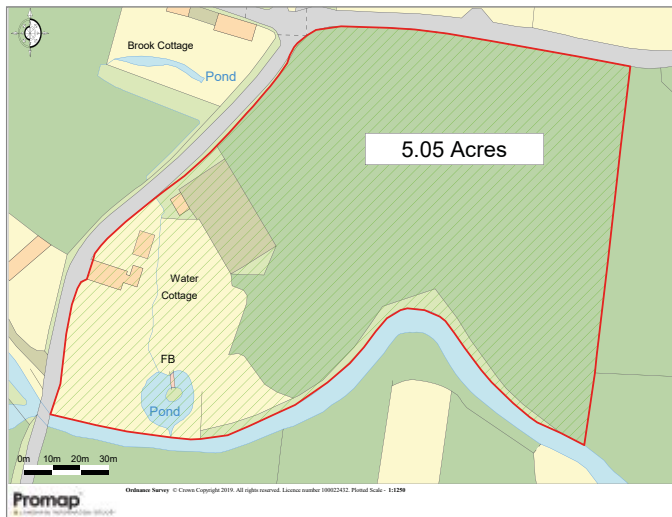 Brook Cottage
Pond
5.05 Acres
Water
Cottage
FB
Pond
0m 10m 20m 30m
Ordnance Survey © Crown Copyright 2019. All rights reserved. Licence number 100022432. Plotted Scale - 1:1250
Promap